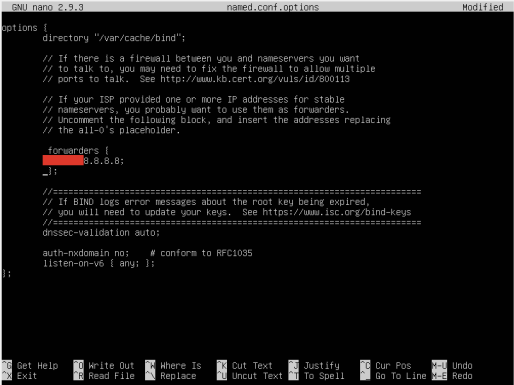 GNU nano 2.9.3 named.conf.options Modified
options {
directory "/var/cache/bind";
// If there is a firewall between you and nameservers you want
// to talk to, you may need to fix the firewall to allow multiple
// ports to talk. See http://www.kb.cert.org/vuls/id/800113
// If your ISP provided one or more IP addresses for stable
// nameservers, you probably want to use them as forwarders.
// Uncomment the following block, and insert the addresses replacing
// the all-0's placeholder.
forwarders {
8.8.8.8;
};
//========================================================================
// If BIND logs error messages about the root key being expired,
// you will need to update your keys. See https://www.isc.org/bind-keys
//========================================================================
dnssec-validation auto;
auth-nxdomain no; # conform to RFC1035
listen-on-v6 { any; };
};
^G Get Help ^O Write Out ^W Where Is ^K Cut Text ^J Justify ^C Cur Pos M-U Undo
^X Exit ^R Read File ^\ Replace ^U Uncut Text ^T To Spell ^_ Go To Line M-E Redo